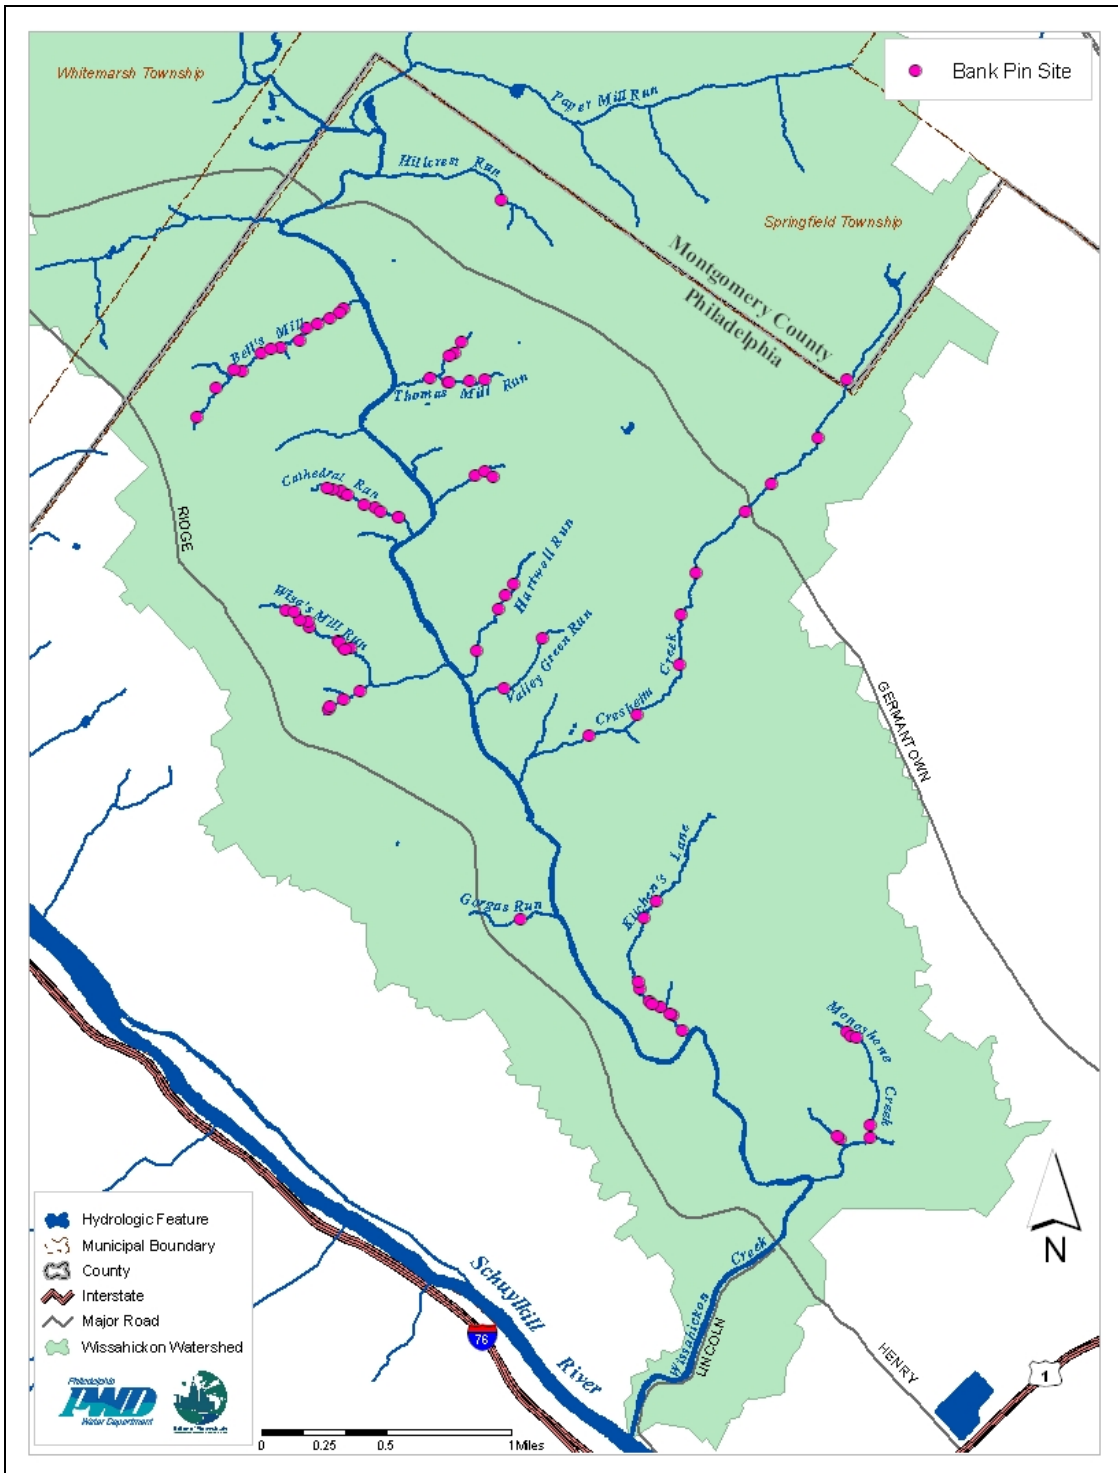 Whitemarsh Township
Bank Pin Site
Paper Mill Run
Hillcrest Run
Springfield Township
Montgomery County
Philadelphia
Bell's Mill
Thomas Mill Run
Cathedral Run
RIDGE
Hartwell Run
Wise's Mill Run
Valley Green Run
Creek
Cresheim
GERMANTOWN
Kitchen's Lane
Gorgas Run
Monoshone
Creek
Hydrologic Feature
Municipal Boundary
County
Interstate
Major Road
Wissahickon Watershed
Philadelphia
PWD
Water Department
Schuylkill
River
76
Creek
Wissahickon
LINCOLN
HENRY
1
N
0 0.25 0.5 1 Miles